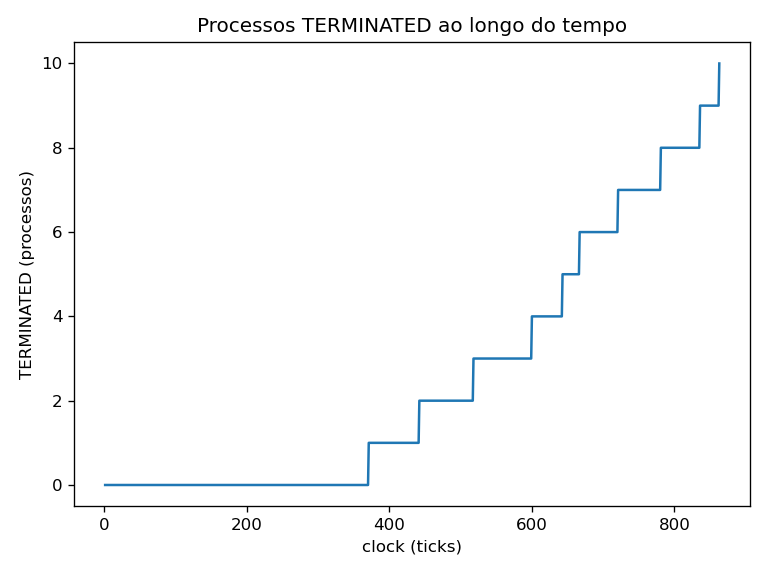 Processos TERMINATED ao longo do tempo
TERMINATED (processos)
10
8
6
4
2
0
0 200 400 600 800
clock (ticks)